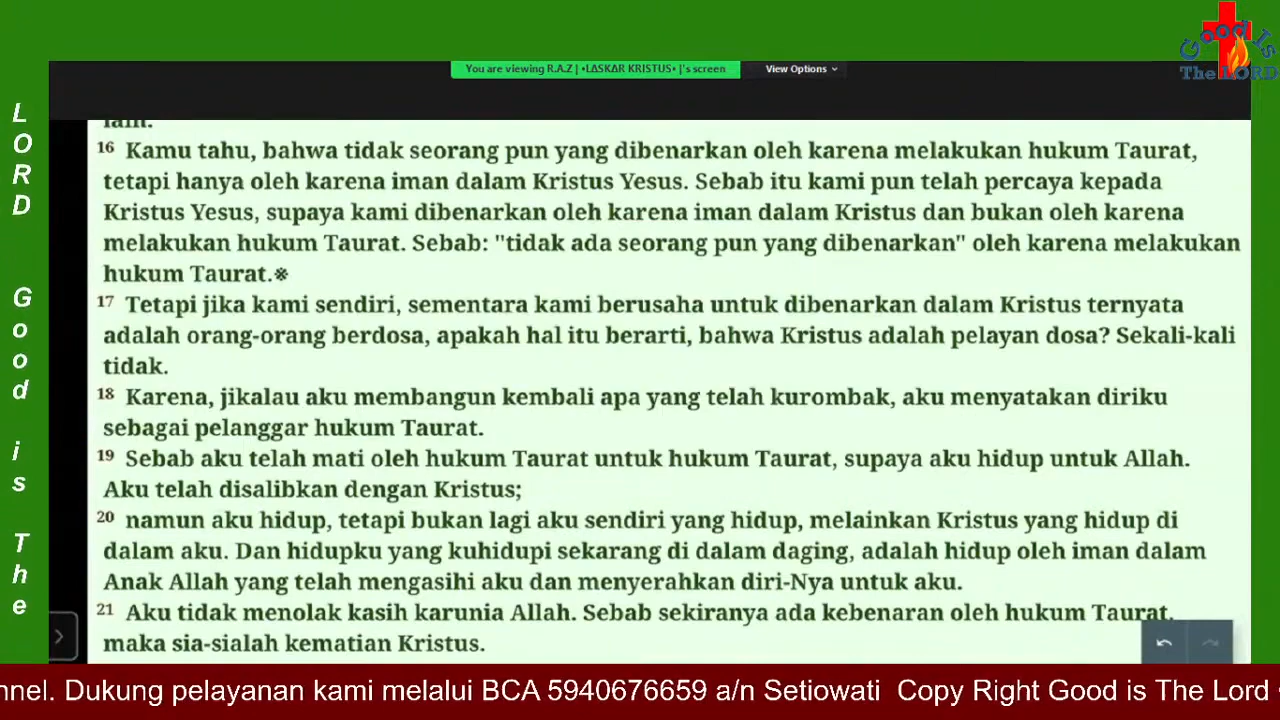 Good Is
The LORD
You are viewing R.A.Z | •LΔSKΔR KRISTUS• |'s screen View Options
lain.
16 Kamu tahu, bahwa tidak seorang pun yang dibenarkan oleh karena melakukan hukum Taurat,
tetapi hanya oleh karena iman dalam Kristus Yesus. Sebab itu kami pun telah percaya kepada
Kristus Yesus, supaya kami dibenarkan oleh karena iman dalam Kristus dan bukan oleh karena
melakukan hukum Taurat. Sebab: "tidak ada seorang pun yang dibenarkan" oleh karena melakukan
hukum Taurat.※
17 Tetapi jika kami sendiri, sementara kami berusaha untuk dibenarkan dalam Kristus ternyata
adalah orang-orang berdosa, apakah hal itu berarti, bahwa Kristus adalah pelayan dosa? Sekali-kali
tidak.
18 Karena, jikalau aku membangun kembali apa yang telah kurombak, aku menyatakan diriku
sebagai pelanggar hukum Taurat.
19 Sebab aku telah mati oleh hukum Taurat untuk hukum Taurat, supaya aku hidup untuk Allah.
Aku telah disalibkan dengan Kristus;
20 namun aku hidup, tetapi bukan lagi aku sendiri yang hidup, melainkan Kristus yang hidup di
dalam aku. Dan hidupku yang kuhidupi sekarang di dalam daging, adalah hidup oleh iman dalam
Anak Allah yang telah mengasihi aku dan menyerahkan diri-Nya untuk aku.
21 Aku tidak menolak kasih karunia Allah. Sebab sekiranya ada kebenaran oleh hukum Taurat,
maka sia-sialah kematian Kristus.
LORD Good is The
nnel. Dukung pelayanan kami melalui BCA 5940676659 a/n Setiowati Copy Right Good is The Lord